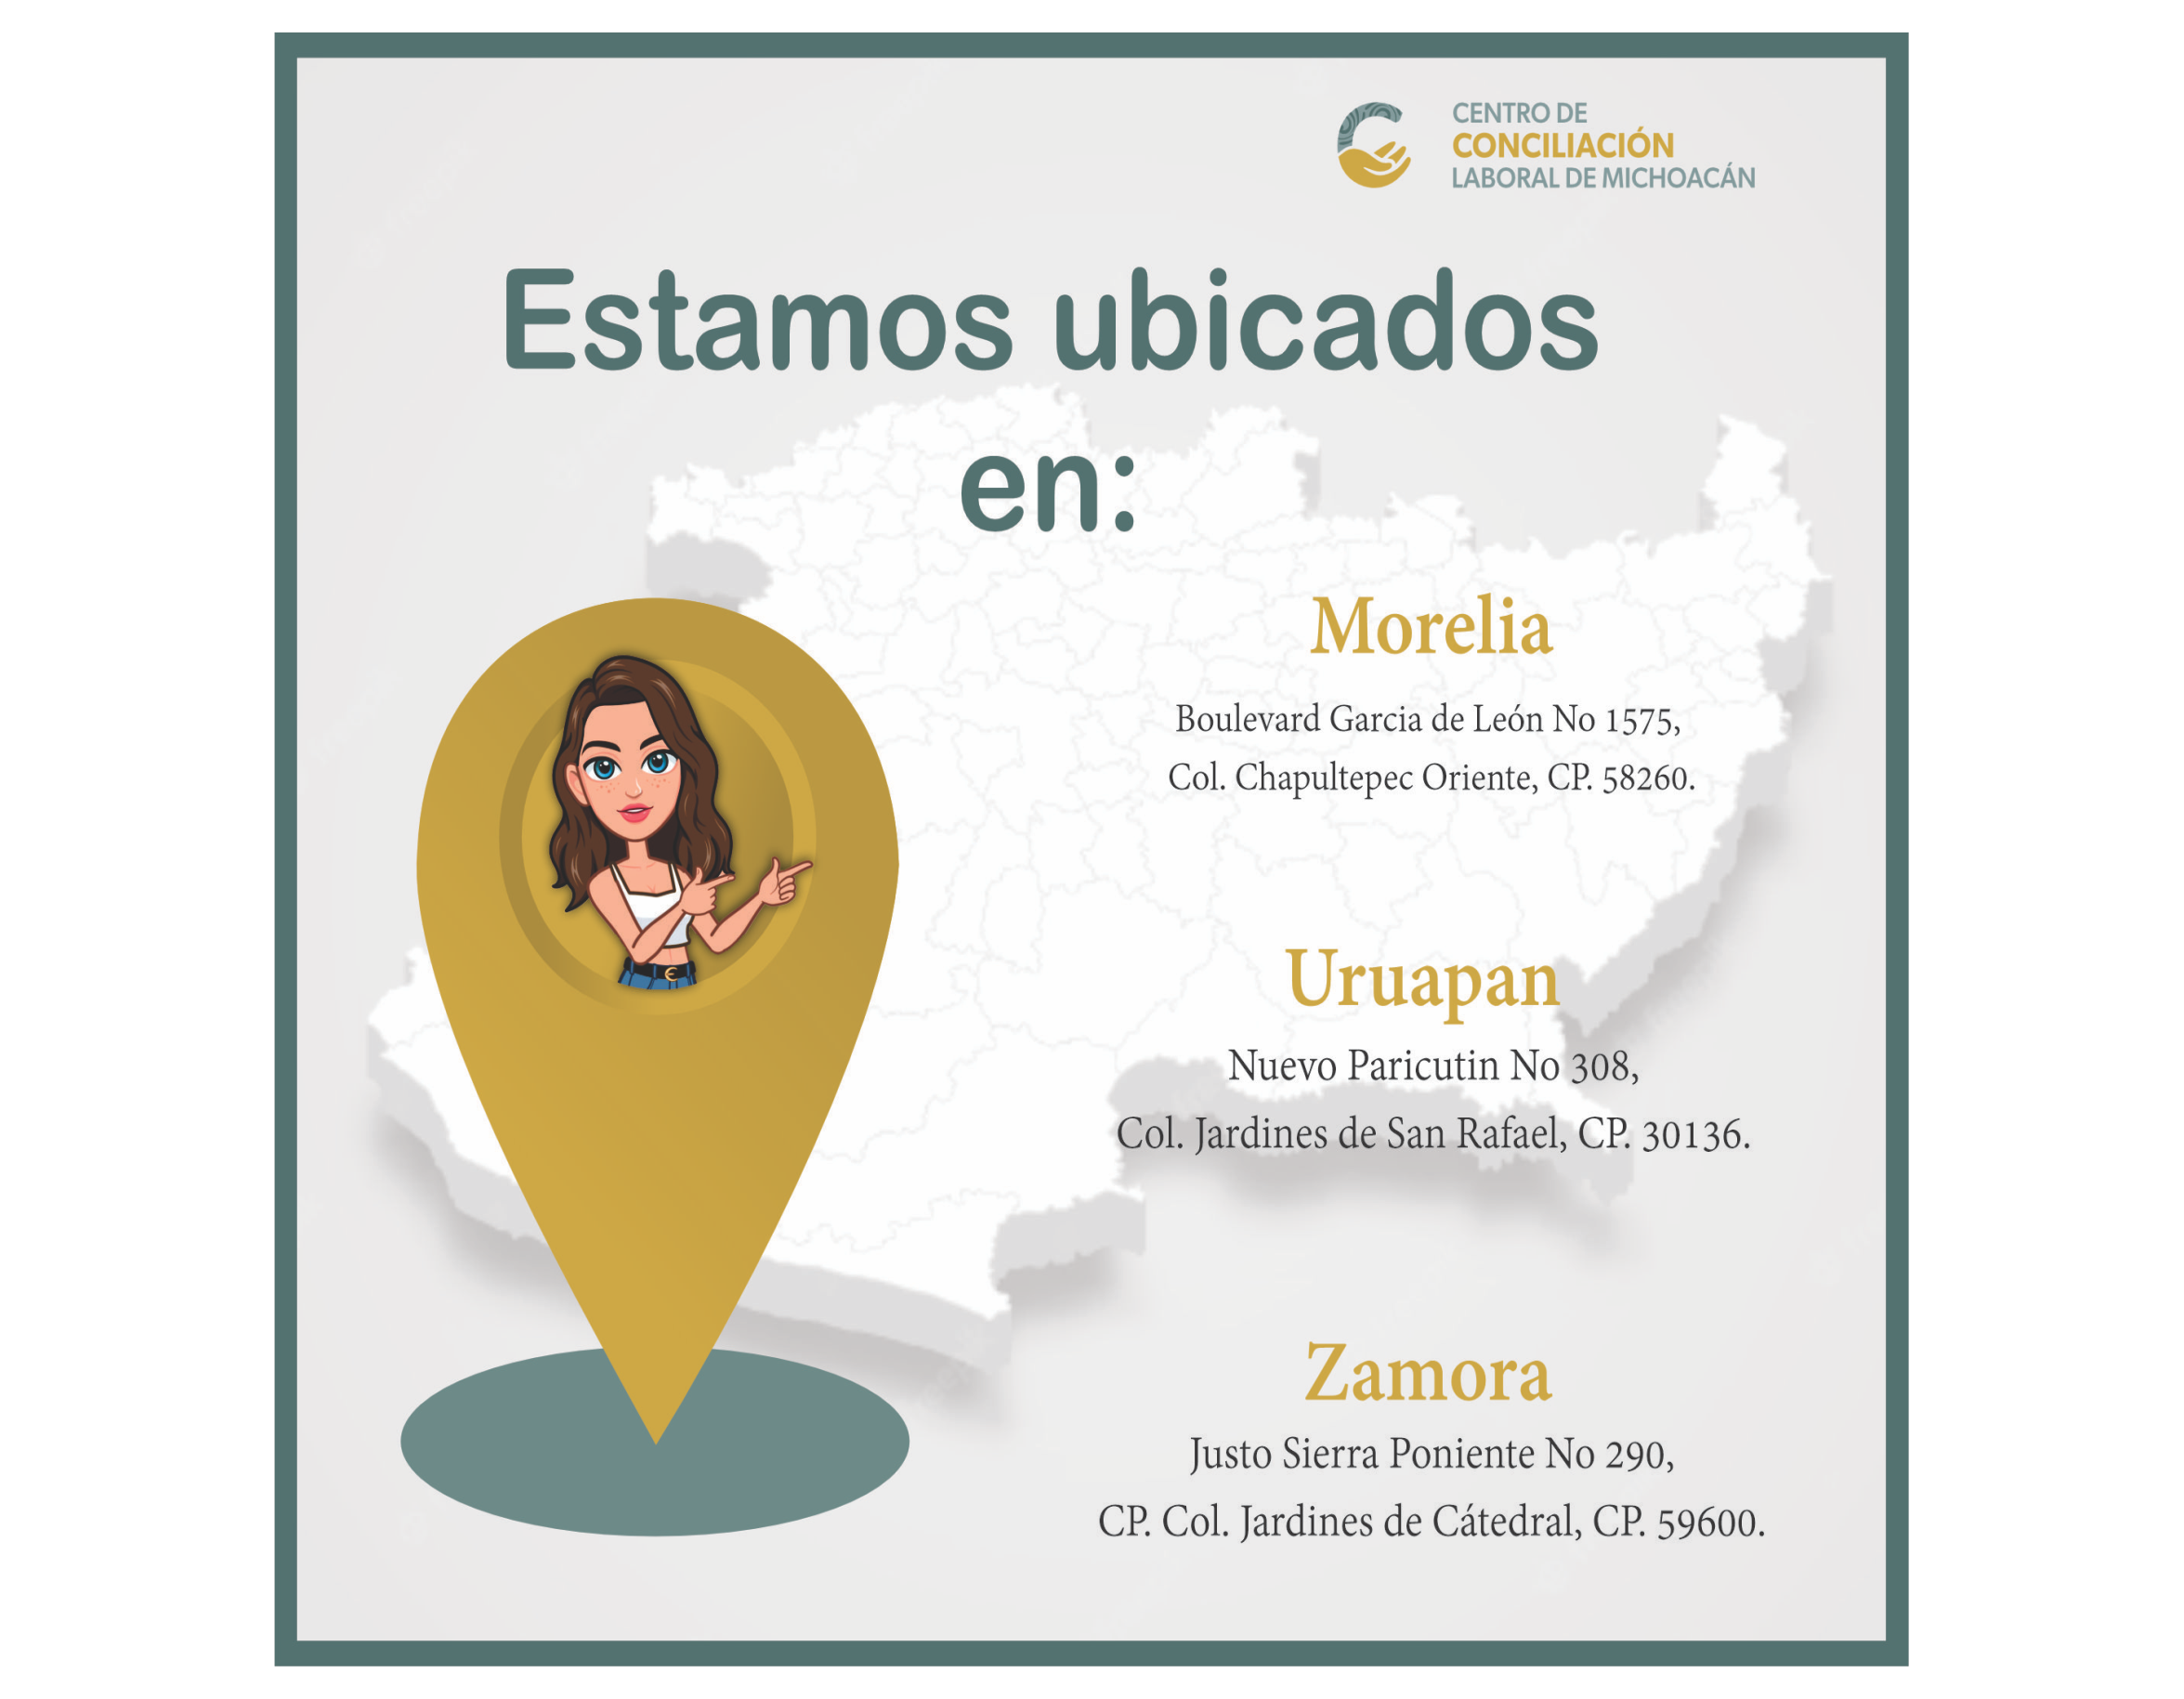 CENTRO DE
CONCILIACIÓN
LABORAL DE MICHOACÁN
Estamos ubicados
en:
Morelia
Boulevard Garcia de León No 1575,
Col. Chapultepec Oriente, CP. 58260.
Uruapan
Nuevo Paricutin No 308,
Col. Jardines de San Rafael, CP. 30136.
Zamora
Justo Sierra Poniente No 290,
CP. Col. Jardines de Cátedral, CP. 59600.